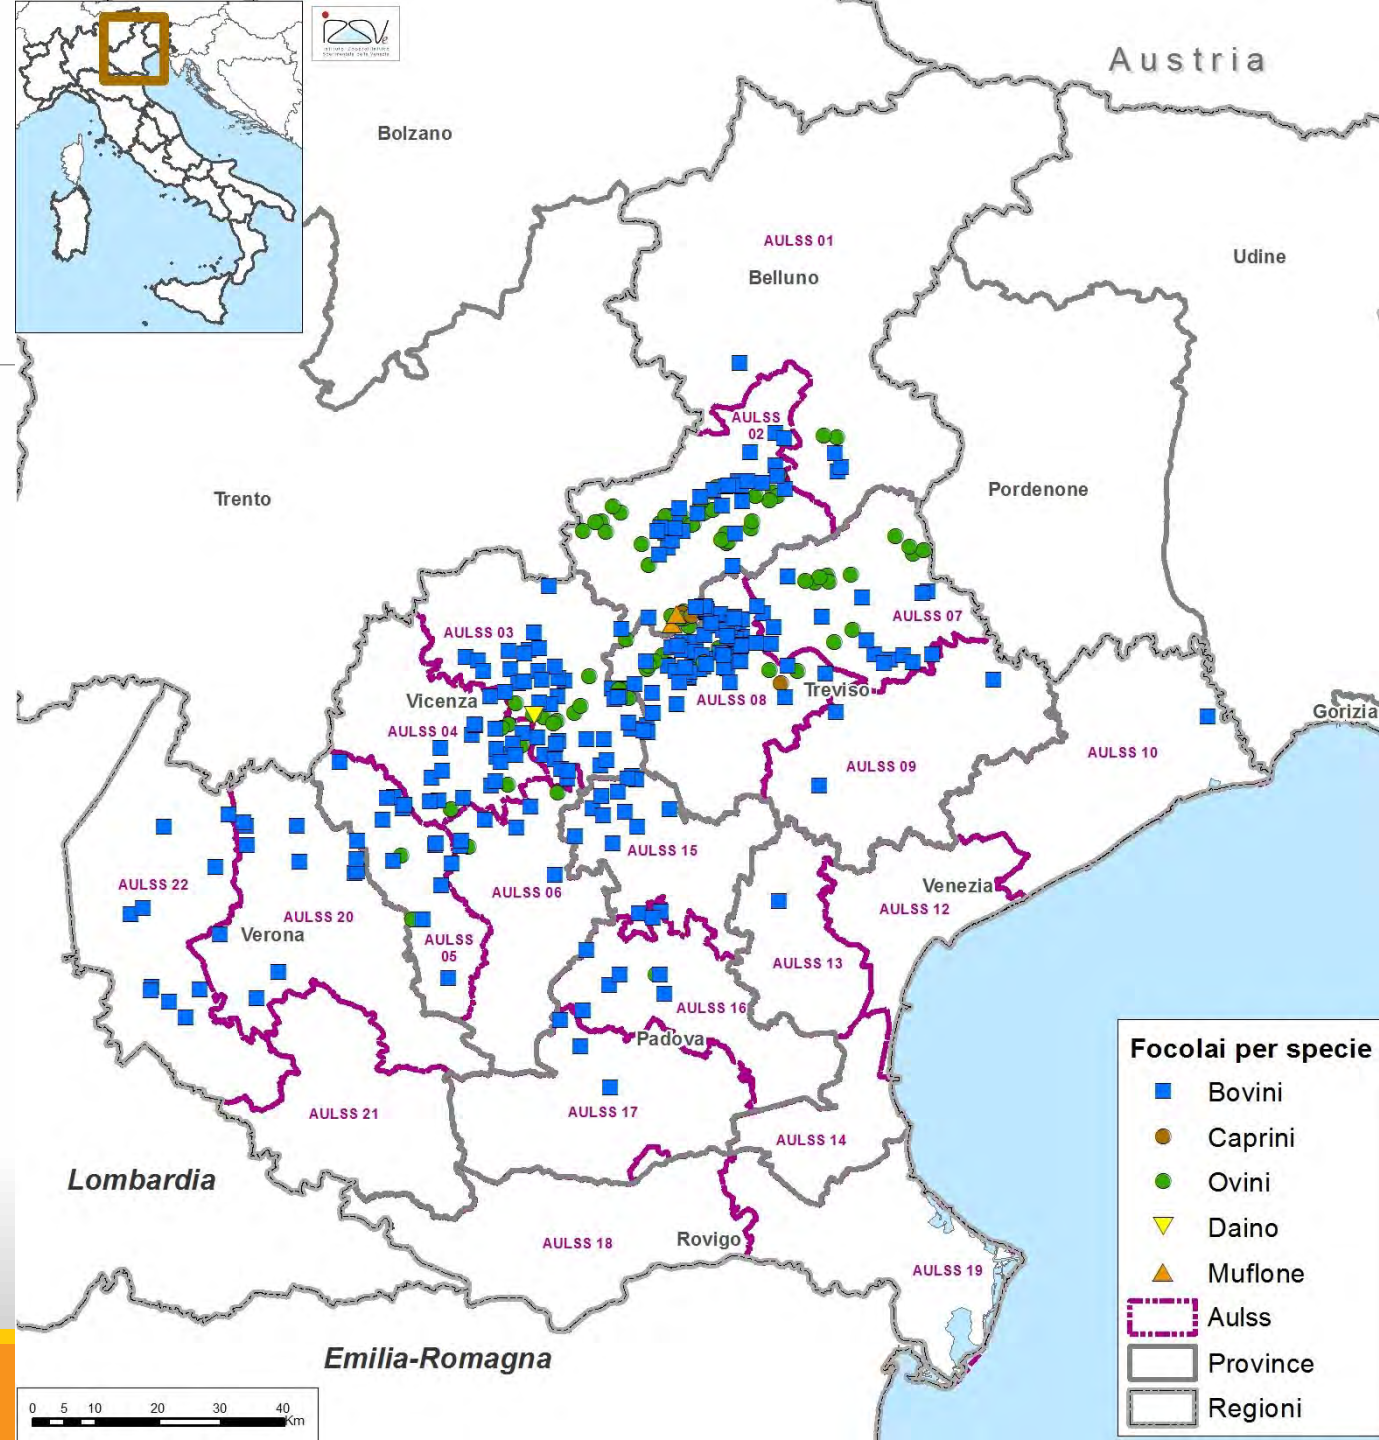 IZSVe
Austria
Bolzano
AULSS 01
Belluno
Udine
AULSS
02
Trento
Pordenone
AULSS 03
AULSS 07
Vicenza
AULSS 08
Treviso
AULSS 04
Gorizia
AULSS 10
AULSS 09
AULSS 15
AULSS 22
AULSS 06
Venezia
AULSS 12
AULSS 20
Verona
AULSS
05
AULSS 13
AULSS 16
Padova
AULSS 21
AULSS 17
AULSS 14
Lombardia
AULSS 18
Rovigo
AULSS 19
Emilia-Romagna
Focolai per specie
Bovini
Caprini
Ovini
Daino
Muflone
Aulss
Province
Regioni
0 5 10 20 30 40
Km